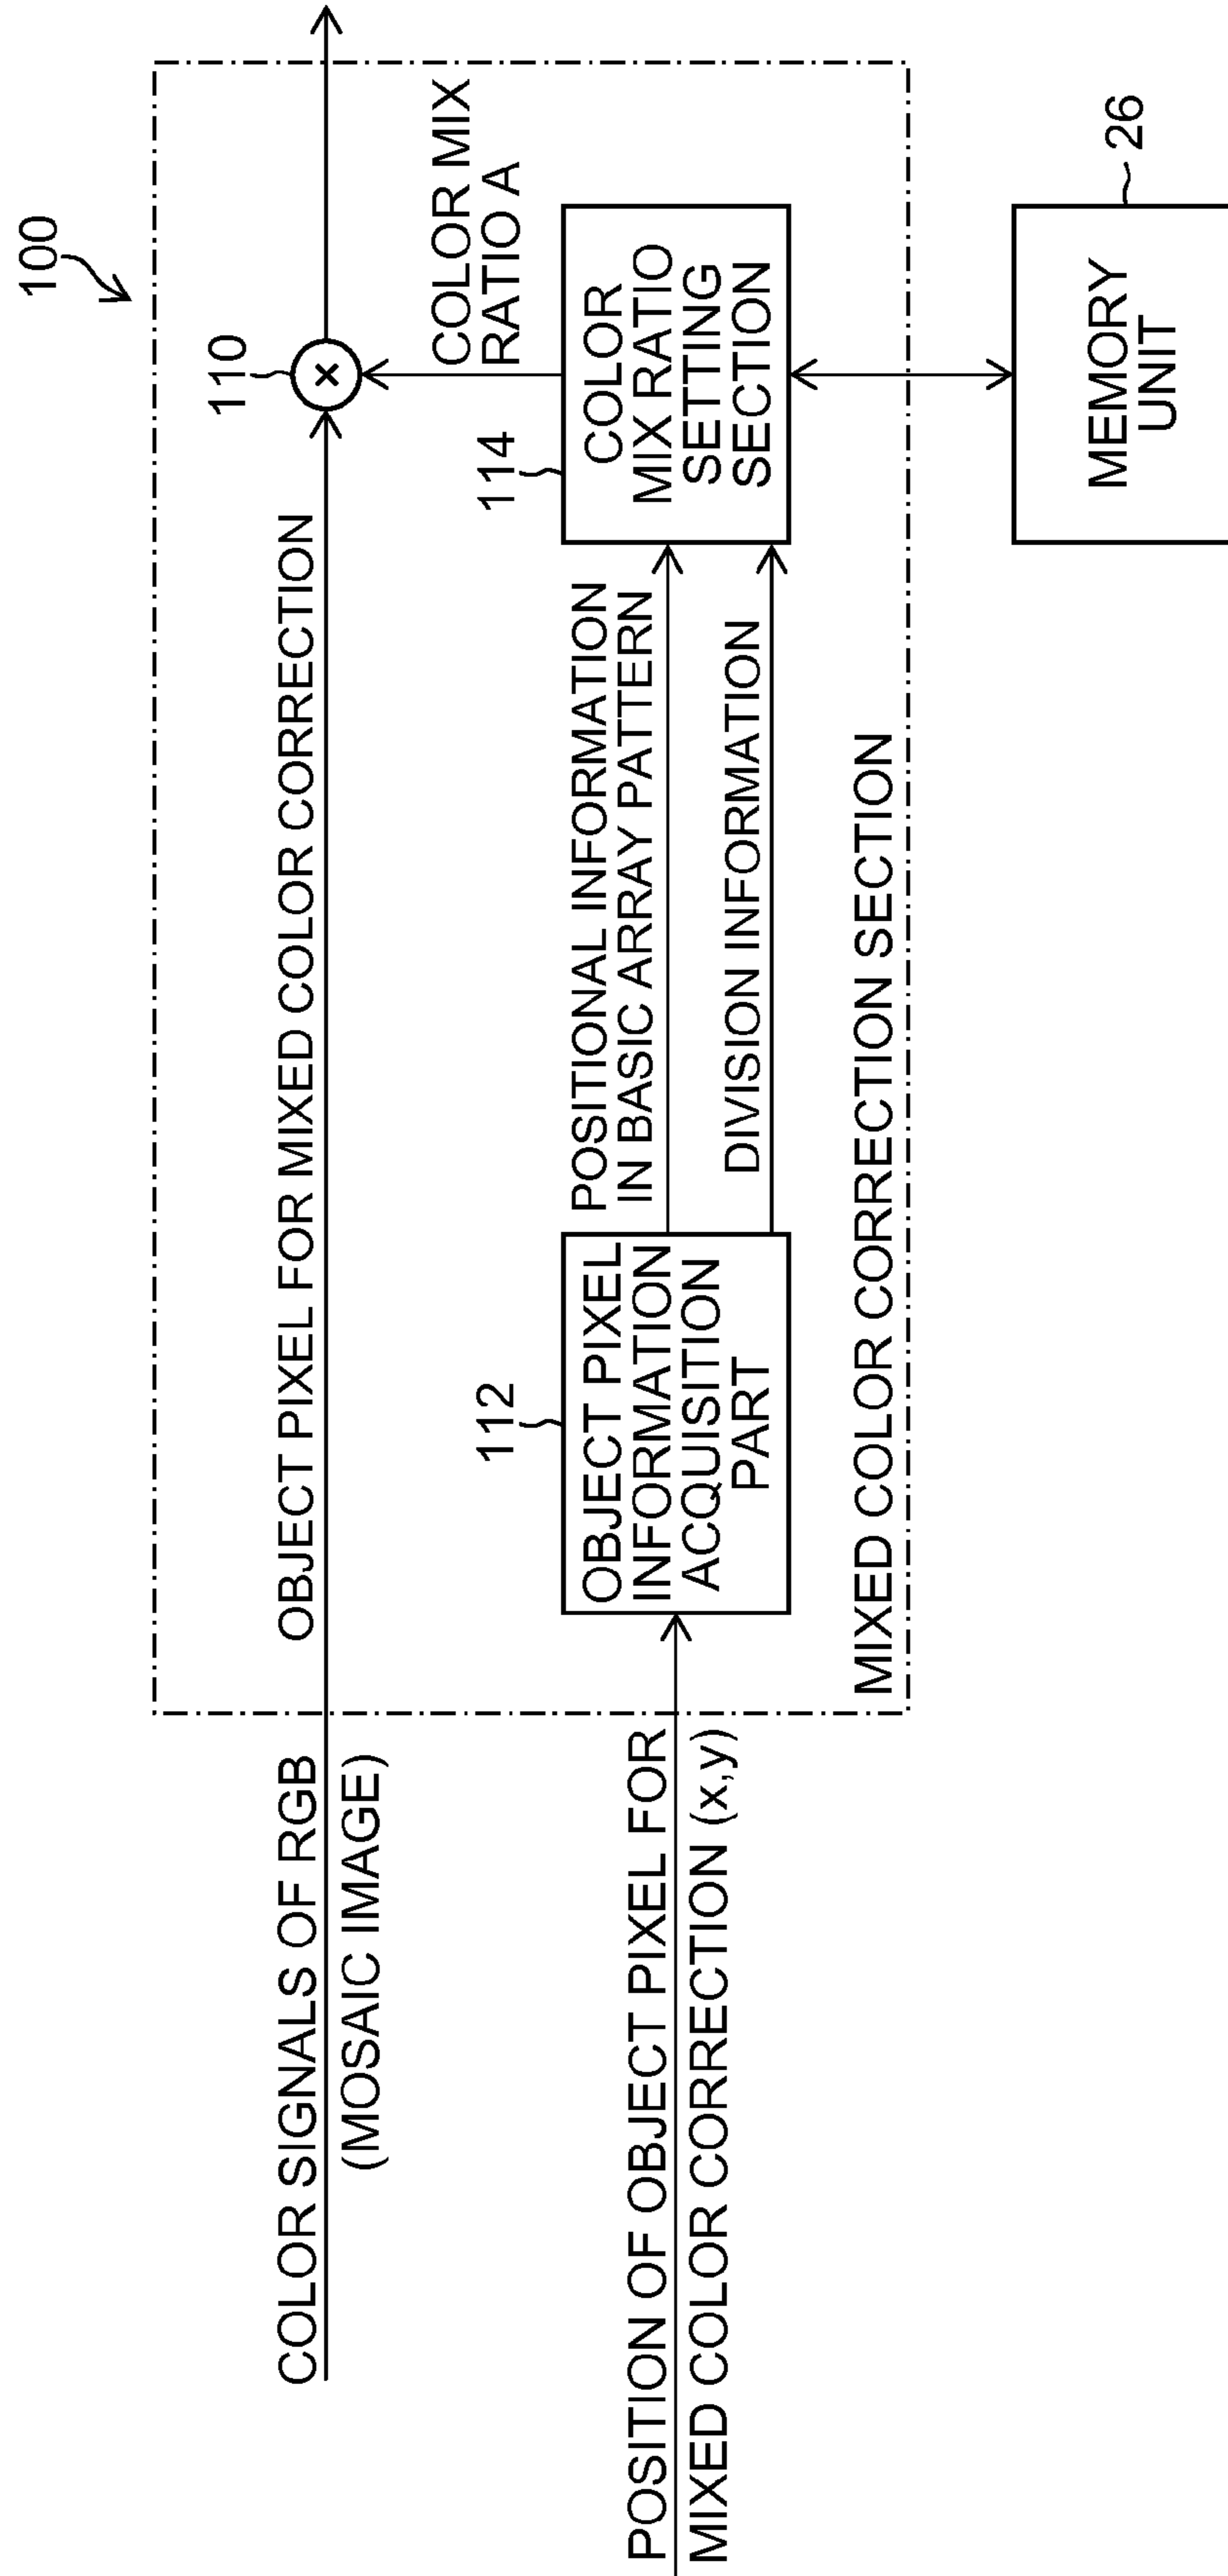 100
COLOR SIGNALS OF RGB
(MOSAIC IMAGE)
OBJECT PIXEL FOR MIXED COLOR CORRECTION
110
×
COLOR MIX
RATIO A
POSITION OF OBJECT PIXEL FOR
MIXED COLOR CORRECTION (x,y)
112
OBJECT PIXEL
INFORMATION
ACQUISITION
PART
POSITIONAL INFORMATION
IN BASIC ARRAY PATTERN
DIVISION INFORMATION
114
COLOR
MIX RATIO
SETTING
SECTION
MIXED COLOR CORRECTION SECTION
MEMORY
UNIT
26